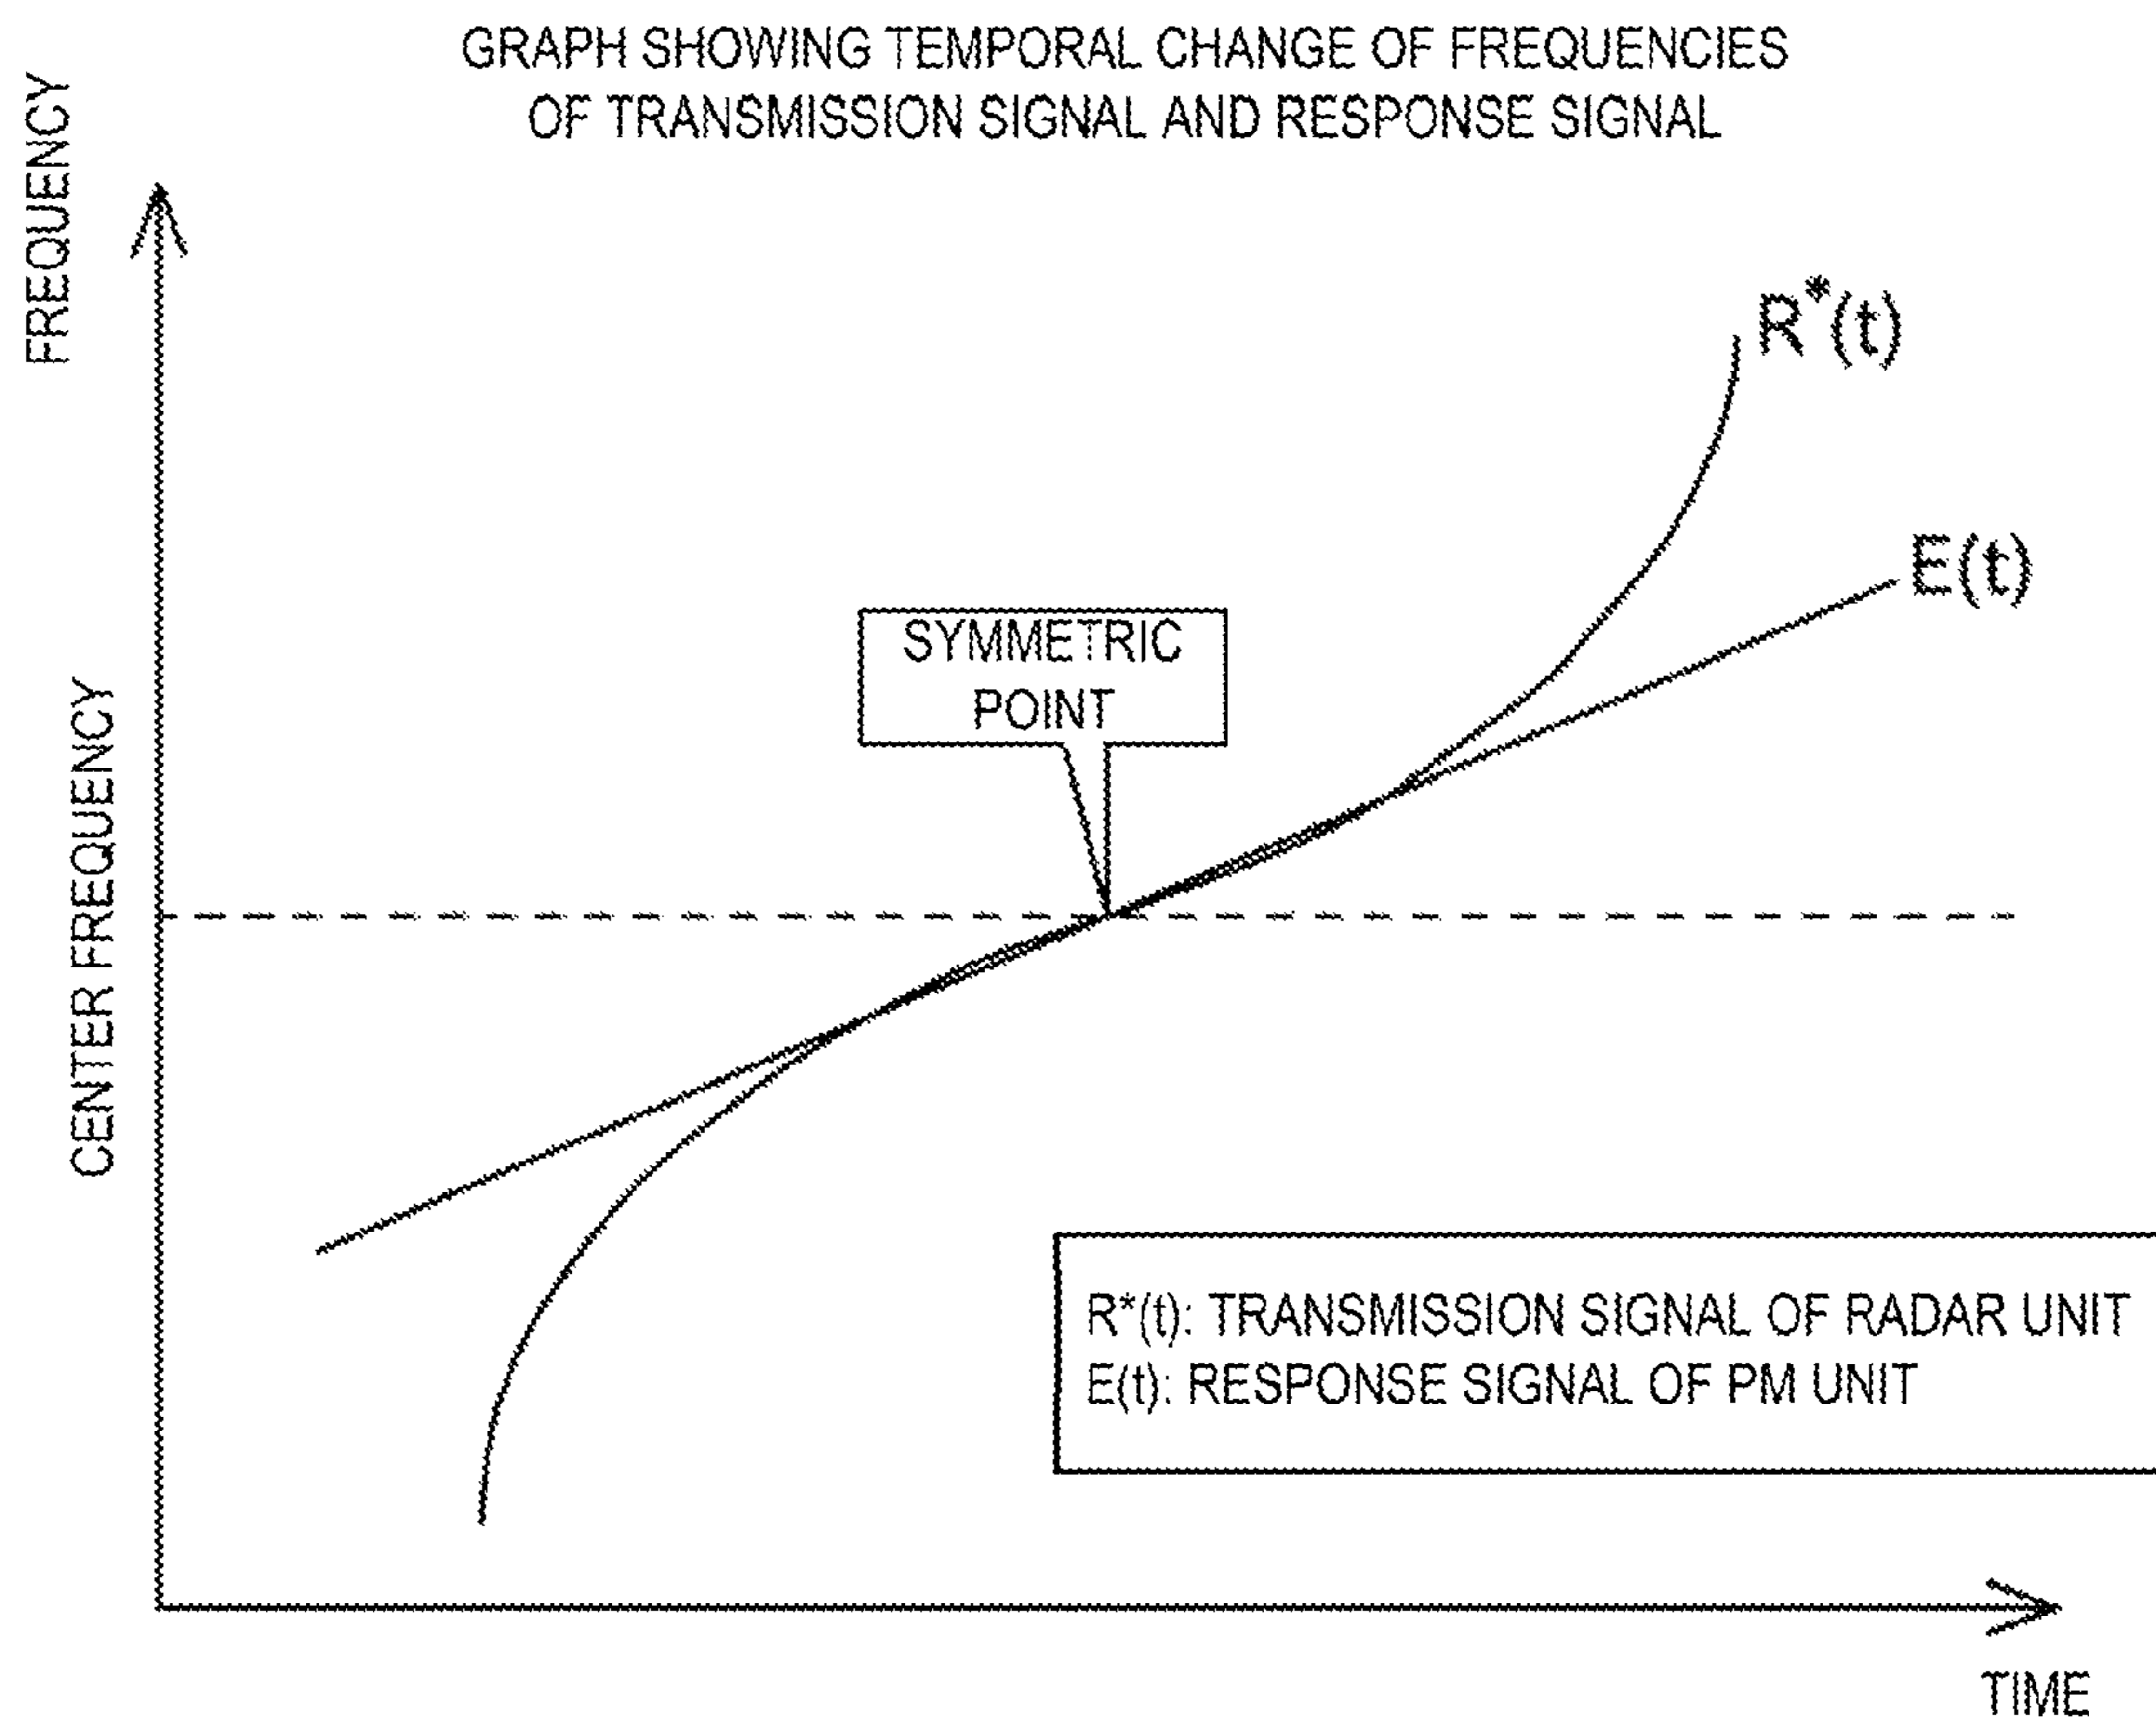 GRAPH SHOWING TEMPORAL CHANGE OF FREQUENCIES
OF TRANSMISSION SIGNAL AND RESPONSE SIGNAL
FREQUENCY
R*(t)
E(t)
SYMMETRIC
POINT
CENTER FREQUENCY
R*(t): TRANSMISSION SIGNAL OF RADAR UNIT
E(t): RESPONSE SIGNAL OF PM UNIT
TIME